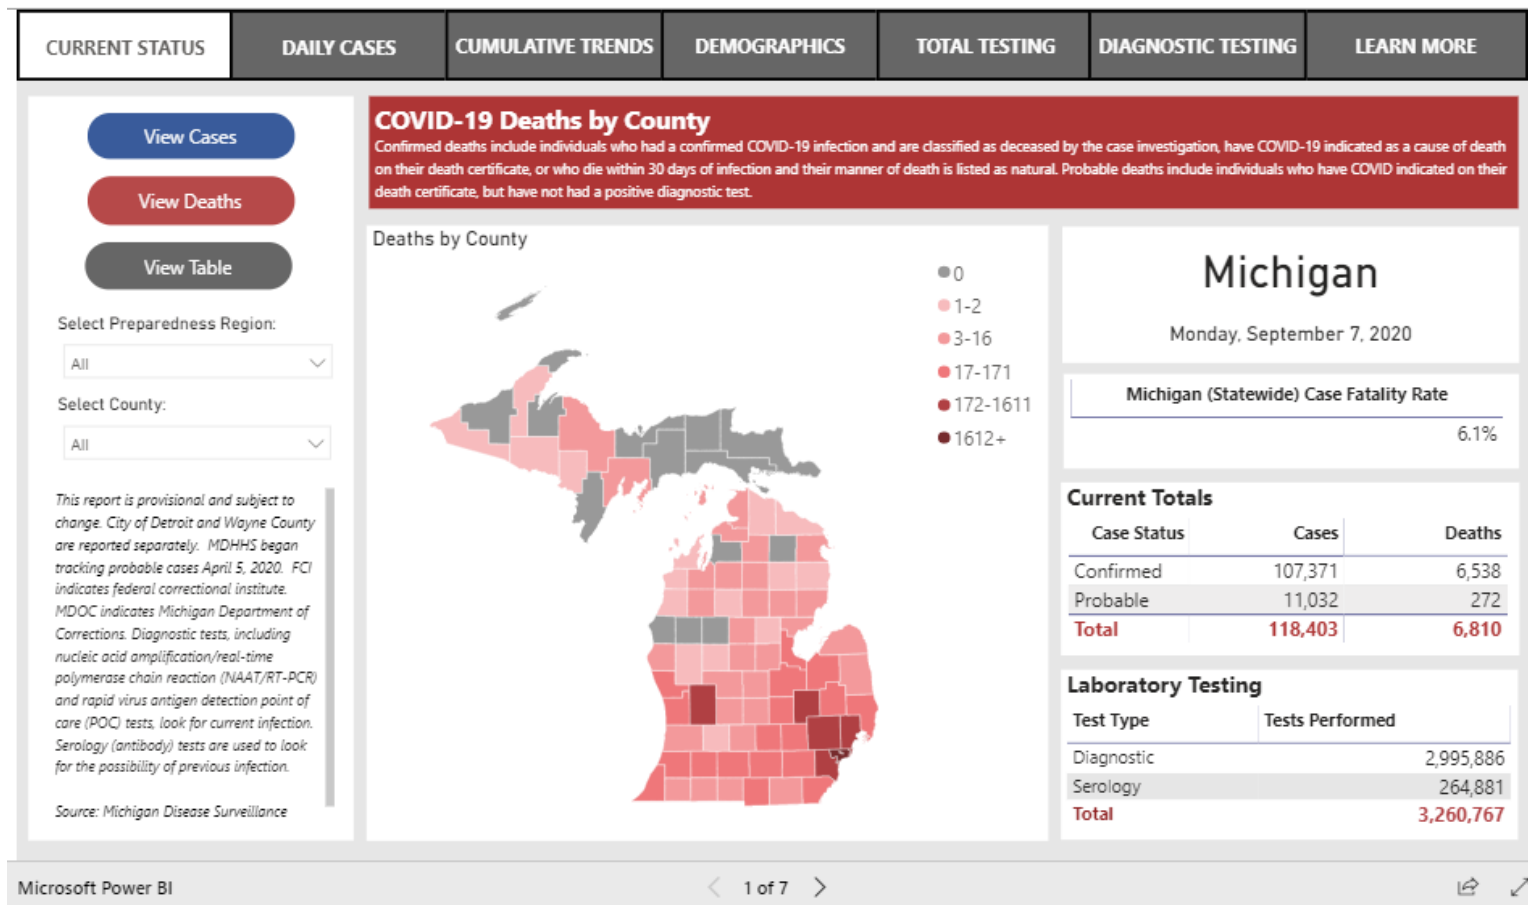 CURRENT STATUS
DAILY CASES
CUMULATIVE TRENDS
DEMOGRAPHICS
TOTAL TESTING
DIAGNOSTIC TESTING
LEARN MORE
View Cases
View Deaths
View Table
Select Preparedness Region:
All
Select County:
All
This report is provisional and subject to
change. City of Detroit and Wayne County
are reported separately. MDHHS began
tracking probable cases April 5, 2020. FCI
indicates federal correctional institute.
MDOC indicates Michigan Department of
Corrections. Diagnostic tests, including
nucleic acid amplification/real-time
polymerase chain reaction (NAAT/RT-PCR)
and rapid virus antigen detection point of
care (POC) tests, look for current infection.
Serology (antibody) tests are used to look
for the possibility of previous infection.
Source: Michigan Disease Surveillance
COVID-19 Deaths by County
Confirmed deaths include individuals who had a confirmed COVID-19 infection and are classified as deceased by the case investigation, have COVID-19 indicated as a cause of death
on their death certificate, or who die within 30 days of infection and their manner of death is listed as natural. Probable deaths include individuals who have COVID indicated on their
death certificate, but have not had a positive diagnostic test.
Deaths by County
0
1-2
3-16
17-171
172-1611
1612+
Michigan
Monday, September 7, 2020
Michigan (Statewide) Case Fatality Rate
6.1%
Current Totals
Case Status Cases Deaths
Confirmed 107,371 6,538
Probable 11,032 272
Total 118,403 6,810
Laboratory Testing
Test Type Tests Performed
Diagnostic 2,995,886
Serology 264,881
Total 3,260,767
Microsoft Power BI
1 of 7